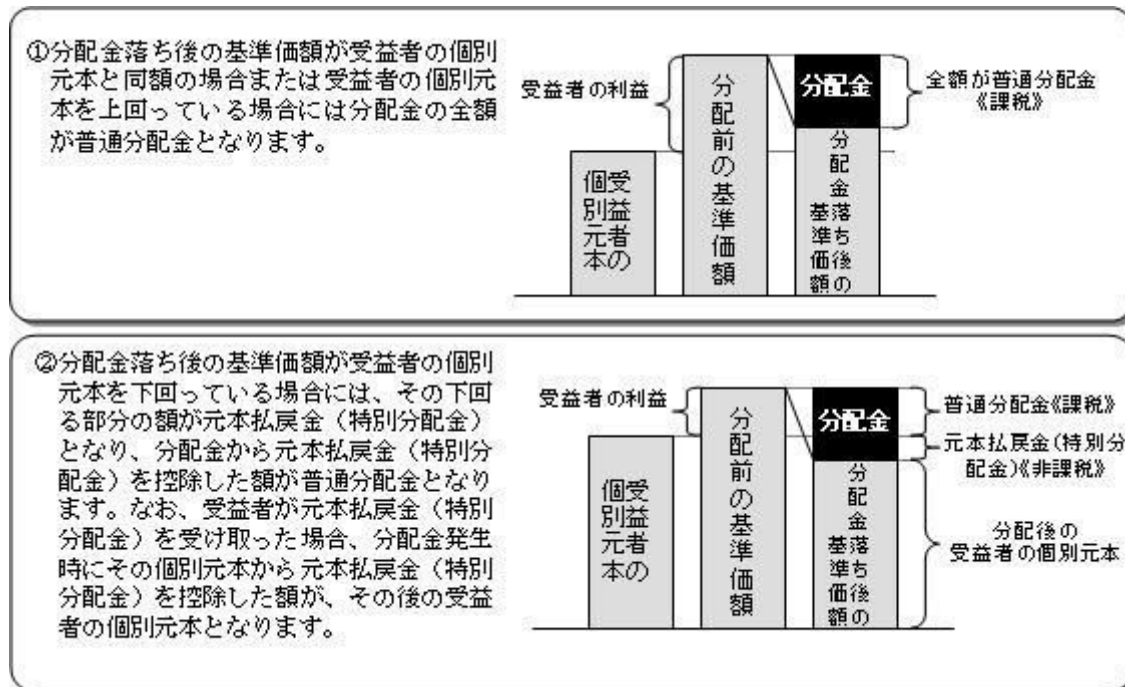 ①分配金落ち後の基準価額が受益者の個別
元本と同額の場合または受益者の個別元
本を上回っている場合には分配金の全額
が普通分配金となります。
受益者の利益
受益者の
個別元本
分配前の基準価額
分配金
分配金落ち後の
基準価額
全額が普通分配金
《課税》
②分配金落ち後の基準価額が受益者の個別
元本を下回っている場合には、その下回
る部分の額が元本払戻金（特別分配金）
となり、分配金から元本払戻金（特別分
配金）を控除した額が普通分配金となり
ます。なお、受益者が元本払戻金（特別
分配金）を受け取った場合、分配金発生
時にその個別元本から元本払戻金（特別
分配金）を控除した額が、その後の受益
者の個別元本となります。
受益者の利益
受益者の
個別元本
分配前の基準価額
分配金
分配金落ち後の
基準価額
普通分配金《課税》
元本払戻金（特別分
配金）《非課税》
分配後の
受益者の個別元本